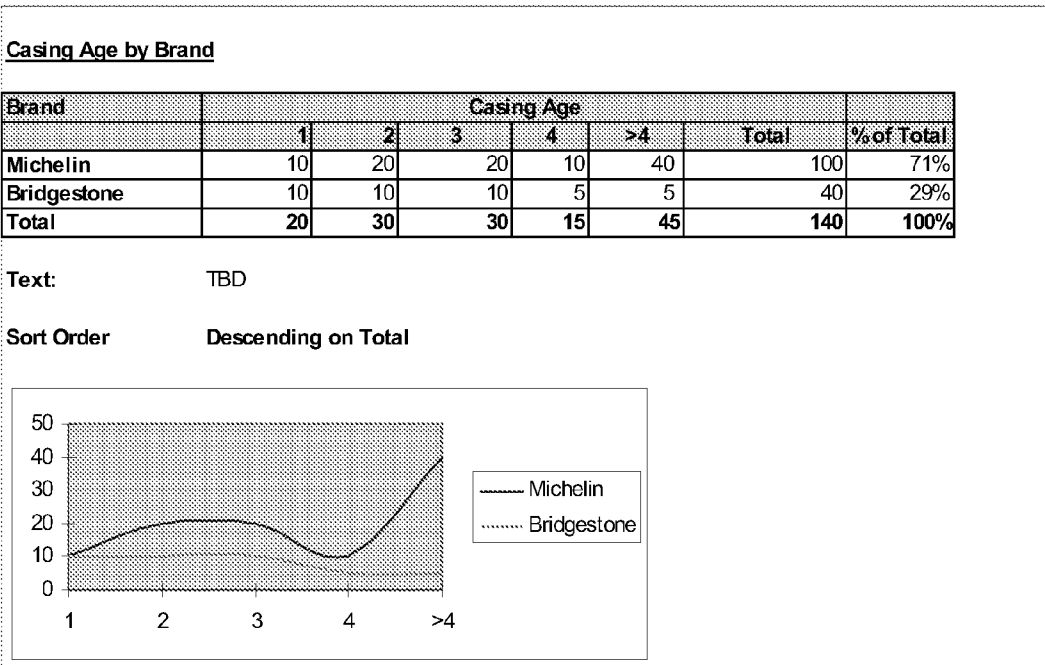 Casing Age by Brand
Brand Casing Age
1 2 3 4 >4 Total % of Total
Michelin 10 20 20 10 40 100 71%
Bridgestone 10 10 10 5 5 40 29%
Total 20 30 30 15 45 140 100%
Text: TBD
Sort Order Descending on Total
50
40
30
20
10
0
1 2 3 4 >4
Michelin
Bridgestone